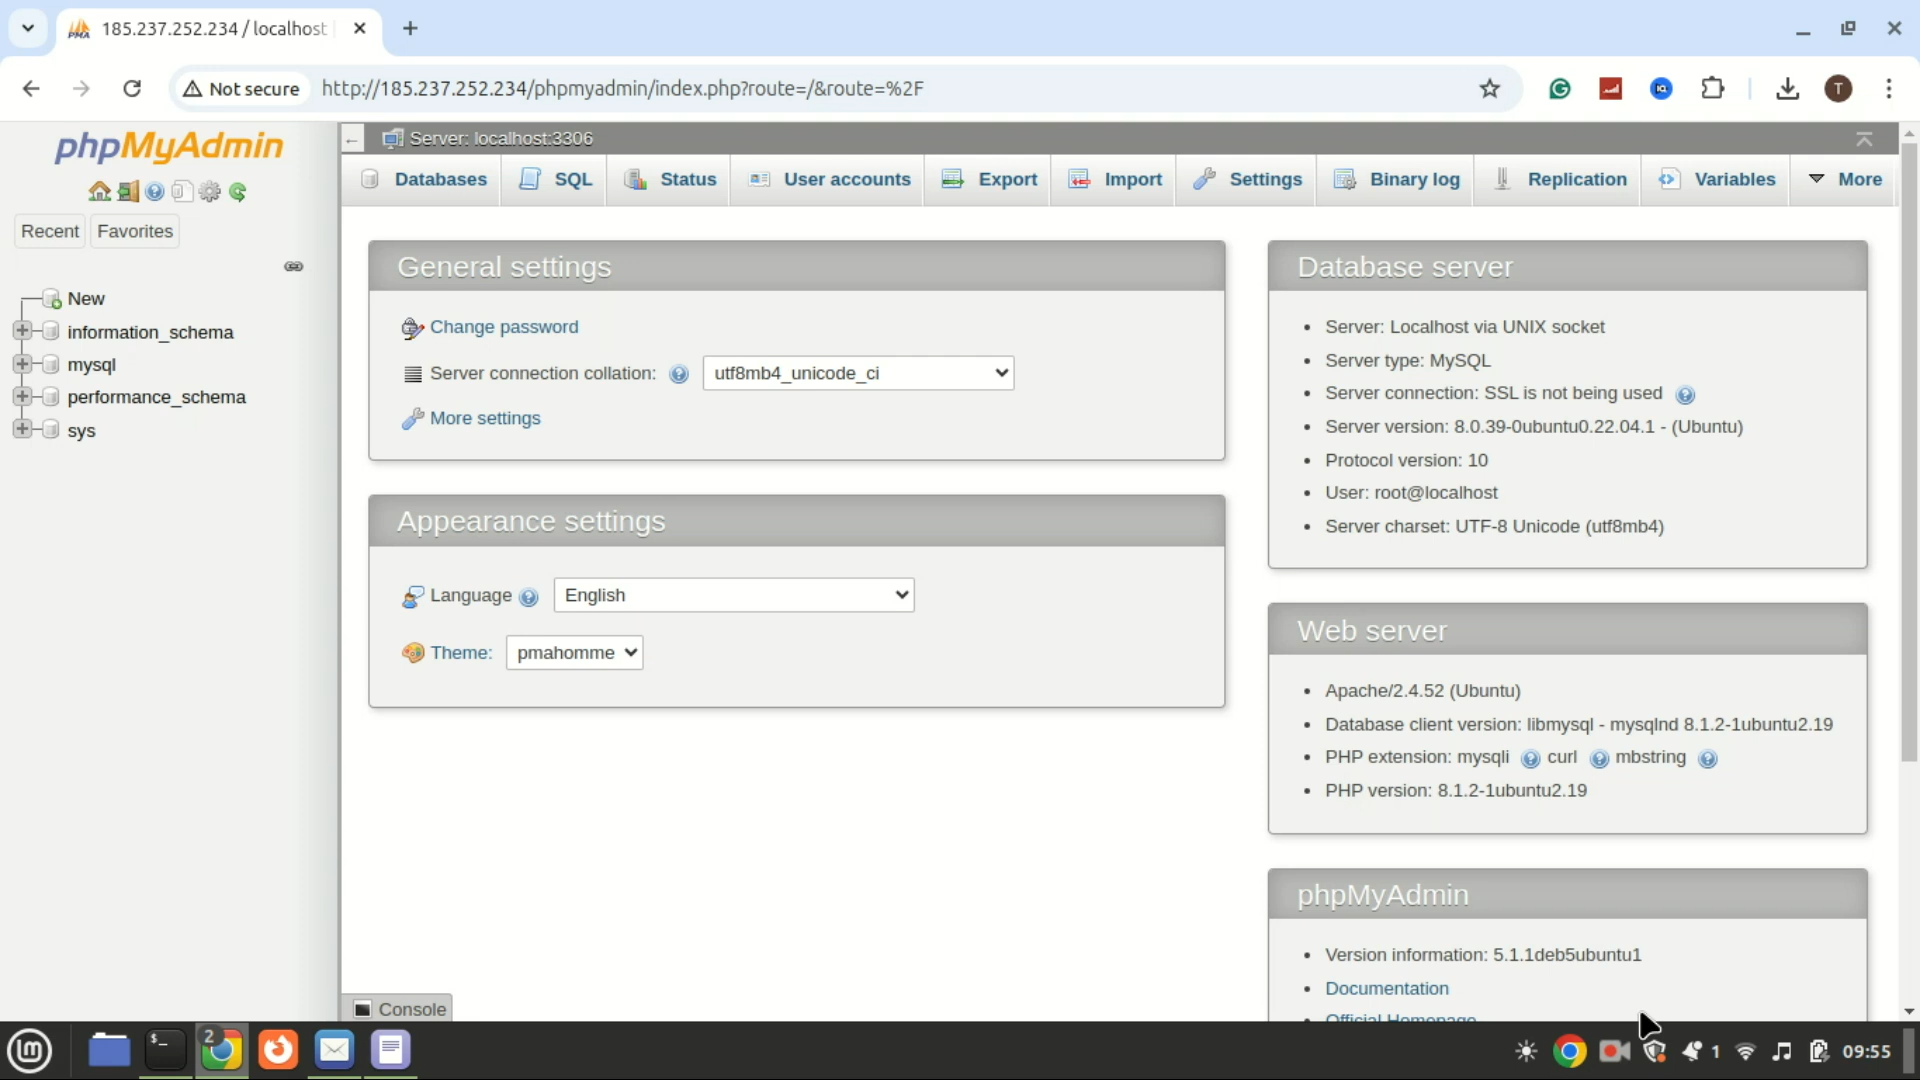 185.237.252.234 / localhost
Not secure
http://185.237.252.234/phpmyadmin/index.php?route=/&route=%2F
T
phpMyAdmin
Recent
Favorites
New
information_schema
mysql
performance_schema
sys
Server: localhost:3306
Databases
SQL
Status
User accounts
Export
Import
Settings
Binary log
Replication
Variables
More
General settings
Change password
Server connection collation:
utf8mb4_unicode_ci
More settings
Appearance settings
Language
English
Theme:
pmahomme
Database server
Server: Localhost via UNIX socket
Server type: MySQL
Server connection: SSL is not being used
Server version: 8.0.39-0ubuntu0.22.04.1 - (Ubuntu)
Protocol version: 10
User: root@localhost
Server charset: UTF-8 Unicode (utf8mb4)
Web server
Apache/2.4.52 (Ubuntu)
Database client version: libmysql - mysqlnd 8.1.2-1ubuntu2.19
PHP extension: mysqli curl mbstring
PHP version: 8.1.2-1ubuntu2.19
phpMyAdmin
Version information: 5.1.1deb5ubuntu1
Documentation
Official Homepage
Console
2
1
09:55